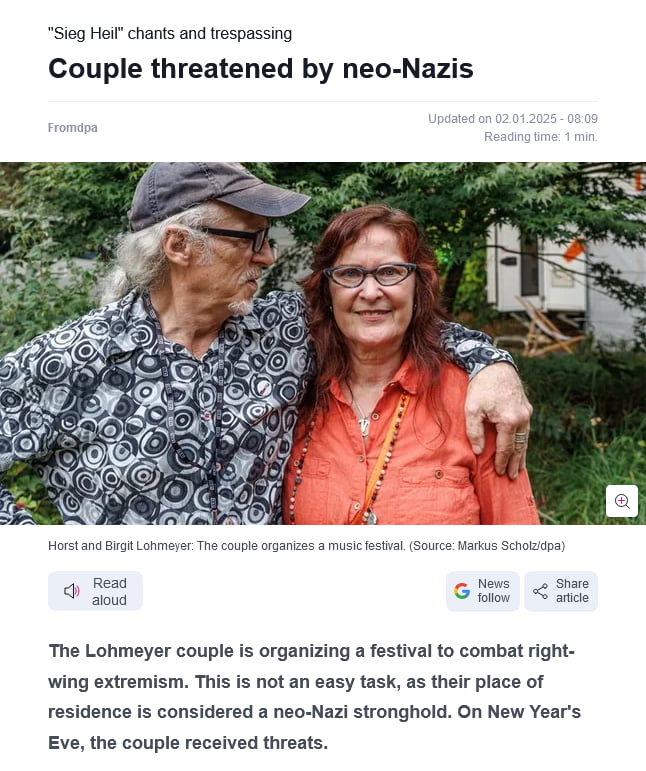 "Sieg Heil" chants and trespassing
Couple threatened by neo-Nazis
Fromdpa
Updated on 02.01.2025 - 08:09
Reading time: 1 min.
Horst and Birgit Lohmeyer: The couple organizes a music festival. (Source: Markus Scholz/dpa)
Read
aloud
News
follow
Share
article
The Lohmeyer couple is organizing a festival to combat right-
wing extremism. This is not an easy task, as their place of
residence is considered a neo-Nazi stronghold. On New Year's
Eve, the couple received threats.